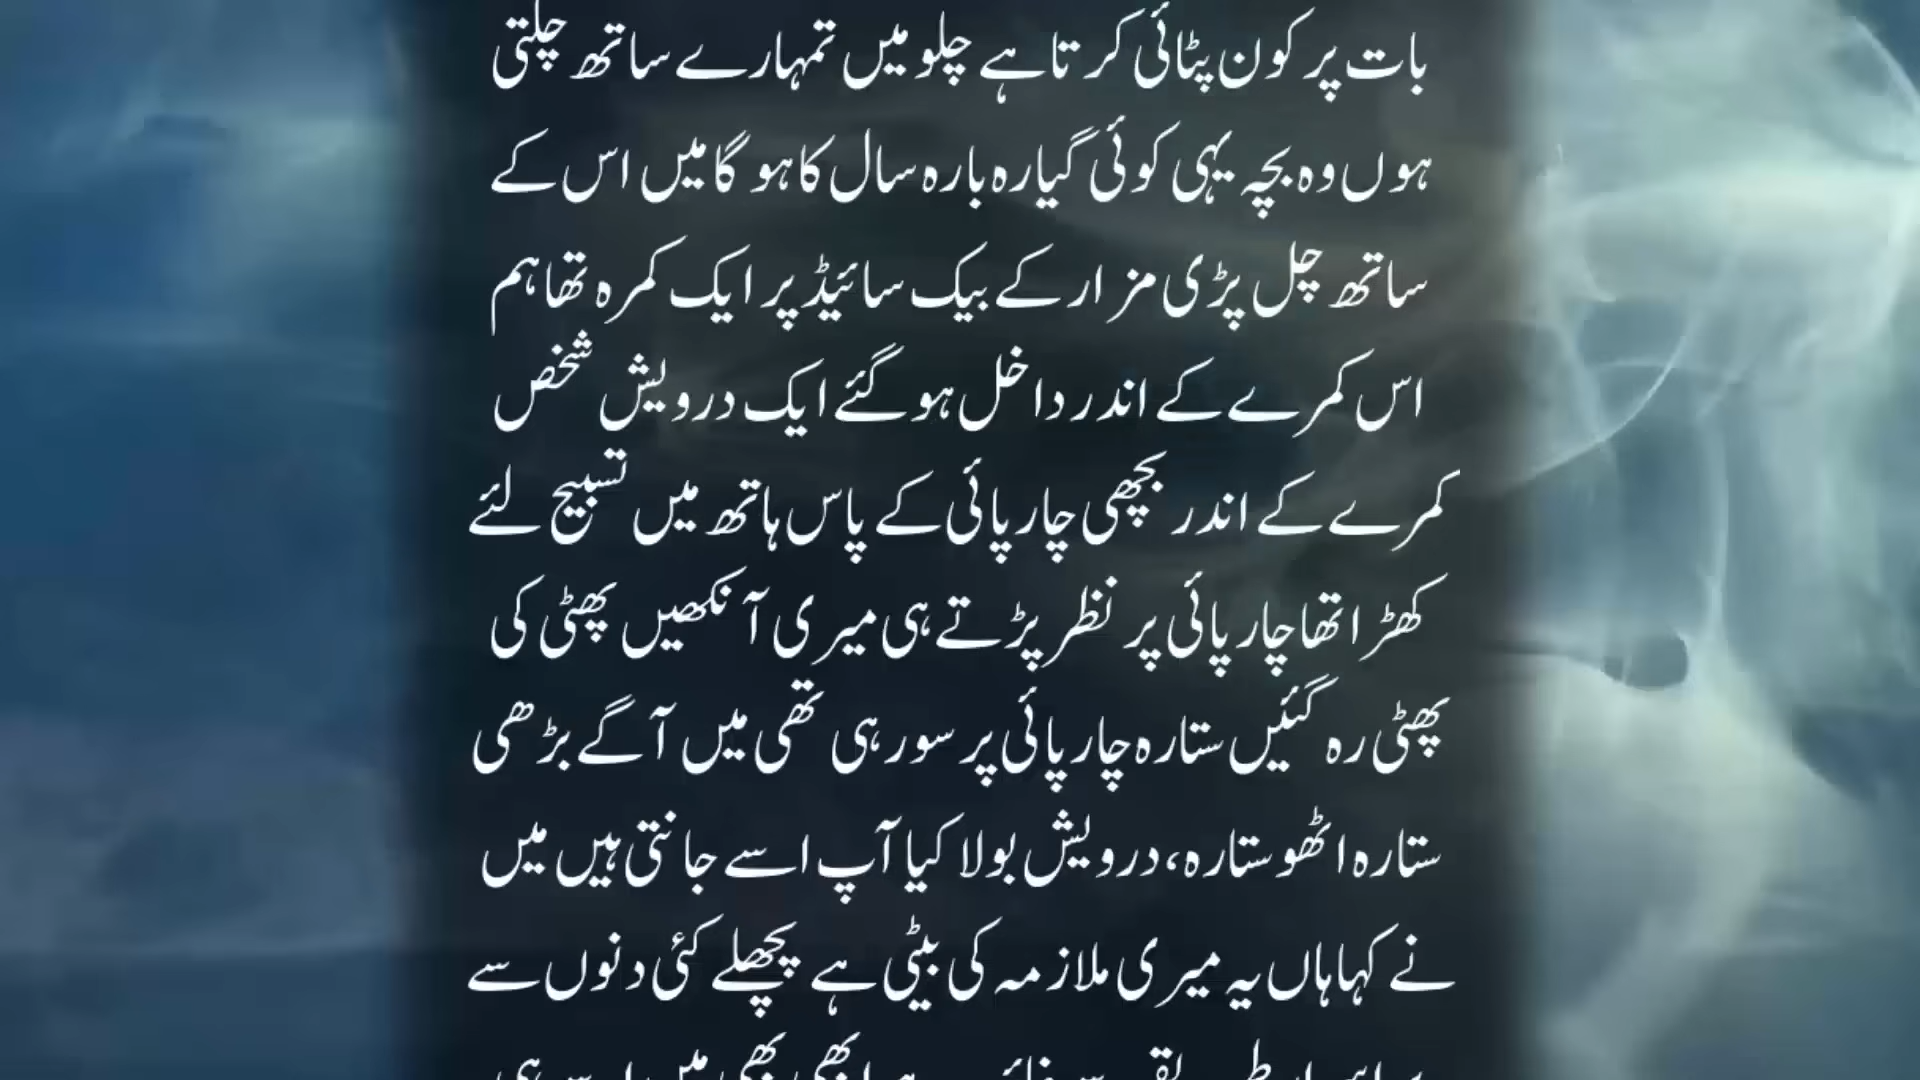 بات پر کون پٹائی کرتا ہے چلو میں تمہارے ساتھ چلتی
ہوں وہ بچہ یہی کوئی گیارہ بارہ سال کا ہو گا میں اس کے
ساتھ چل پڑی مزار کے بیک سائیڈ پر ایک کمرہ تھا ہم
اس کمرے کے اندر داخل ہو گئے ایک درویش شخص
کمرے کے اندر بچھی چارپائی کے پاس ہاتھ میں تسبیح لئے
کھڑا تھا چارپائی پر نظر پڑتے ہی میری آنکھیں پھٹی کی
پھٹی رہ گئیں ستارہ چارپائی پر سو رہی تھی میں آگے بڑھی
ستارہ اٹھو ستارہ، درویش بولا کیا آپ اسے جانتی ہیں میں
نے کہا ہاں یہ میری ملازمہ کی بیٹی ہے پچھلے کئی دنوں سے